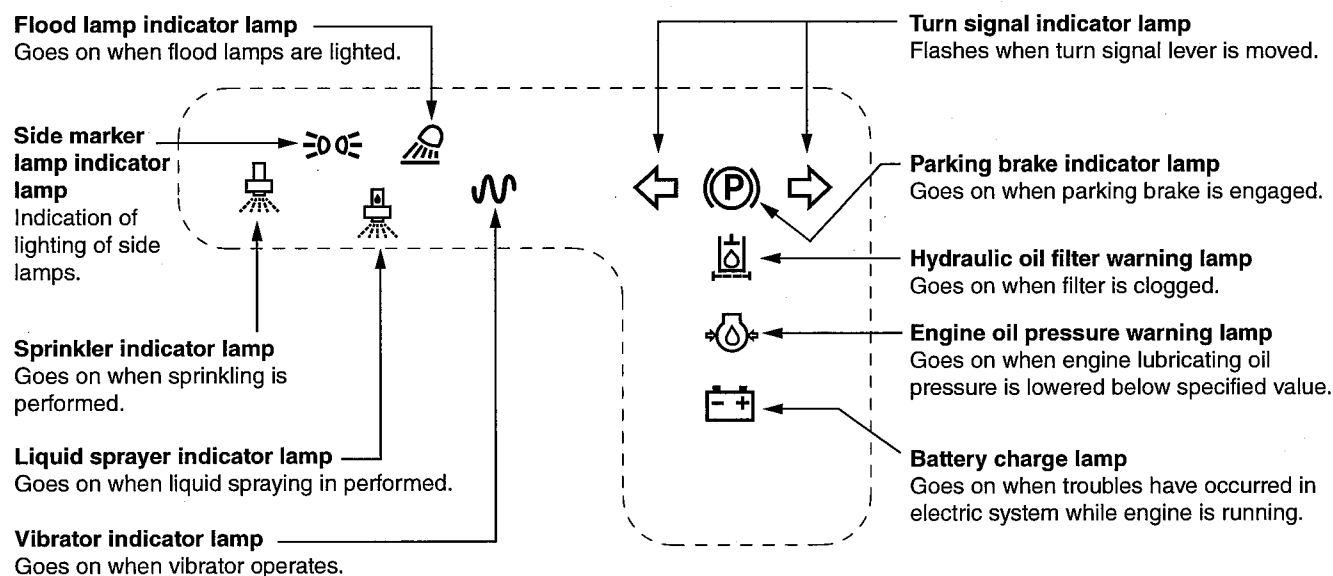 Flood lamp indicator lamp
Goes on when flood lamps are lighted.
Side marker
lamp indicator
lamp
Indication of
lighting of side
lamps.
Sprinkler indicator lamp
Goes on when sprinkling is
performed.
Liquid sprayer indicator lamp
Goes on when liquid spraying in performed.
Vibrator indicator lamp
Goes on when vibrator operates.
P
- +
Turn signal indicator lamp
Flashes when turn signal lever is moved.
Parking brake indicator lamp
Goes on when parking brake is engaged.
Hydraulic oil filter warning lamp
Goes on when filter is clogged.
Engine oil pressure warning lamp
Goes on when engine lubricating oil
pressure is lowered below specified value.
Battery charge lamp
Goes on when troubles have occurred in
electric system while engine is running.